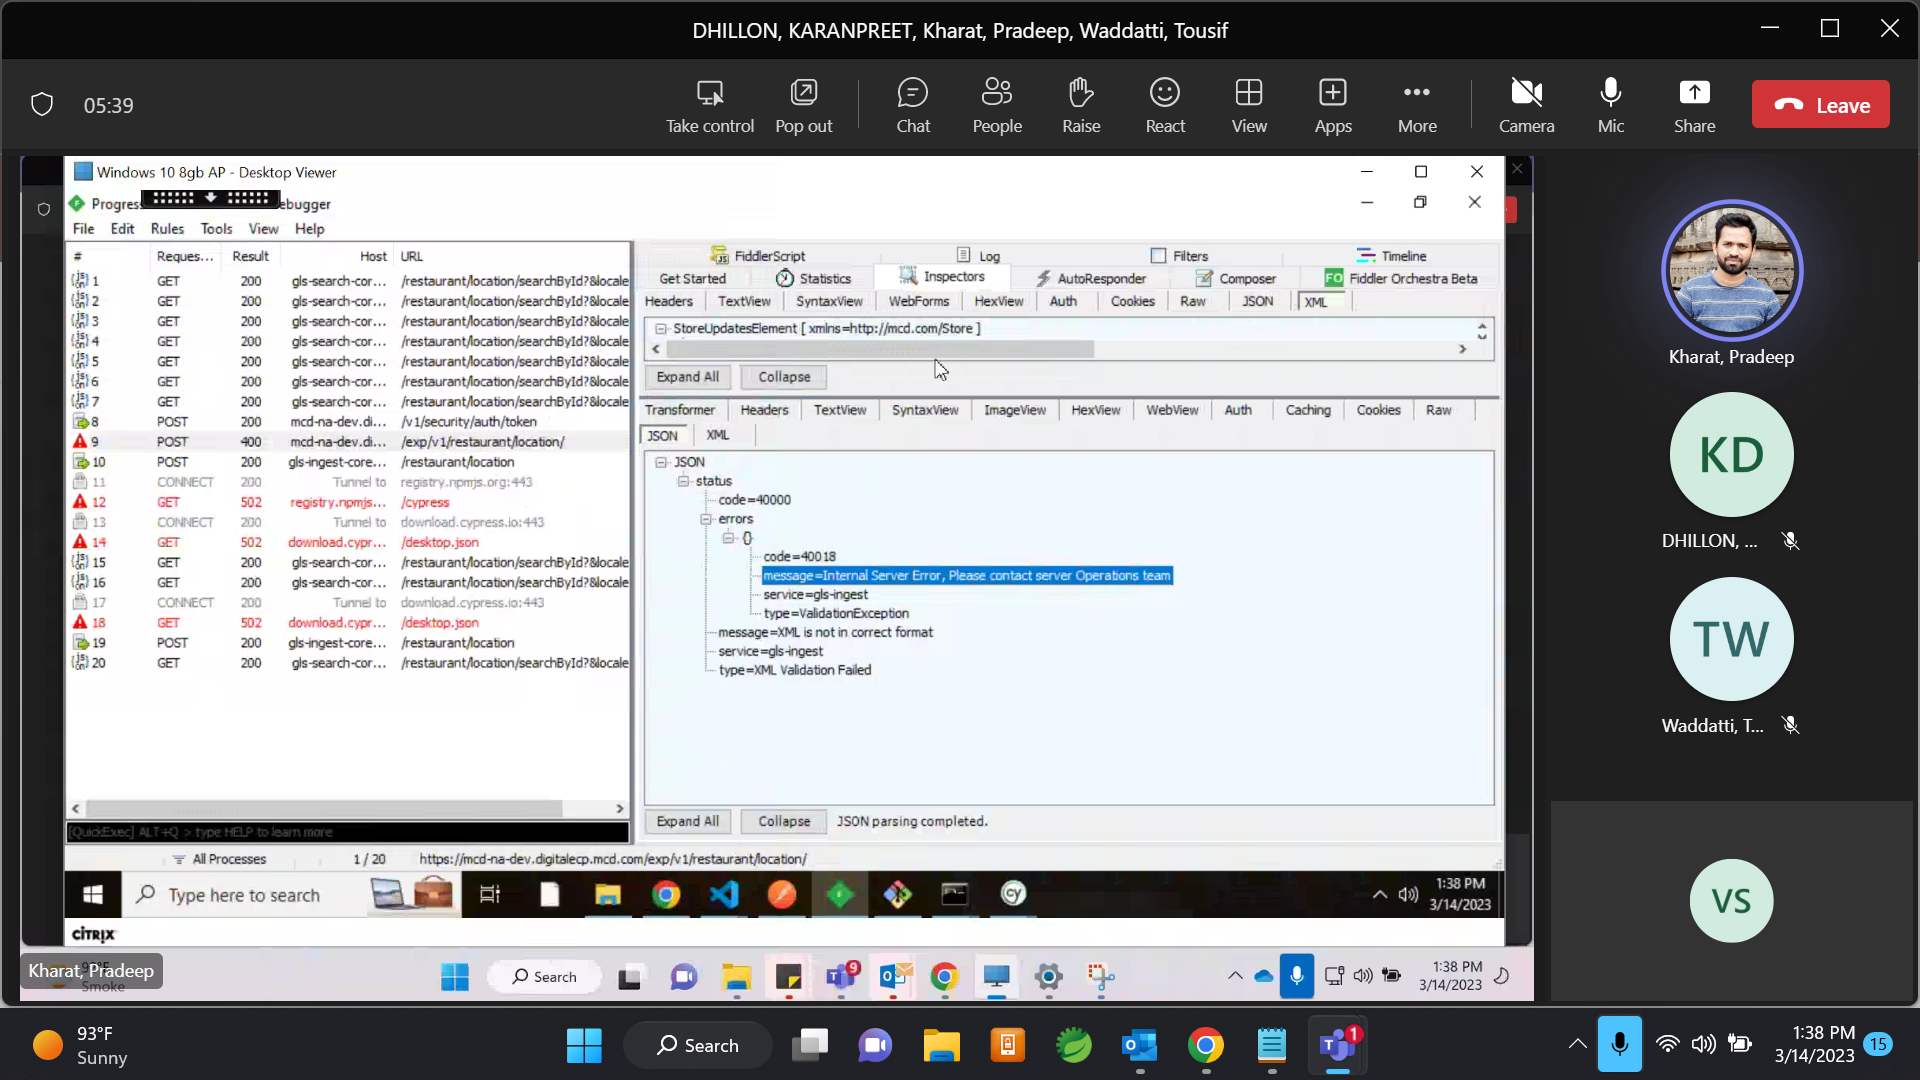 DHILLON, KARANPREET, Kharat, Pradeep, Waddatti, Tousif
05:39
Take control
Pop out
Chat
People
Raise
React
View
Apps
More
Camera
Mic
Share
Leave
Windows 10 8gb AP - Desktop Viewer
Progres
ebugger
File Edit Rules Tools View Help
# Reques... Result Host URL
1 GET 200 gls-search-cor... /restaurant/location/searchById?&locale
2 GET 200 gls-search-cor... /restaurant/location/searchById?&locale
3 GET 200 gls-search-cor... /restaurant/location/searchById?&locale
4 GET 200 gls-search-cor... /restaurant/location/searchById?&locale
5 GET 200 gls-search-cor... /restaurant/location/searchById?&locale
6 GET 200 gls-search-cor... /restaurant/location/searchById?&locale
7 GET 200 gls-search-cor... /restaurant/location/searchById?&locale
8 POST 200 mcd-na-dev.di... /v1/security/auth/token
9 POST 400 mcd-na-dev.di... /exp/v1/restaurant/location/
10 POST 200 gls-ingest-core... /restaurant/location
11 CONNECT 200 Tunnel to registry.npmjs.org:443
12 GET 502 registry.npmjs... /cypress
13 CONNECT 200 Tunnel to download.cypress.io:443
14 GET 502 download.cypr... /desktop.json
15 GET 200 gls-search-cor... /restaurant/location/searchById?&locale
16 GET 200 gls-search-cor... /restaurant/location/searchById?&locale
17 CONNECT 200 Tunnel to download.cypress.io:443
18 GET 502 download.cypr... /desktop.json
19 POST 200 gls-ingest-core... /restaurant/location
20 GET 200 gls-search-cor... /restaurant/location/searchById?&locale
[QuickExec] ALT+Q > type HELP to learn more
All Processes 1 / 20 https://mcd-na-dev.digitalecp.mcd.com/exp/v1/restaurant/location/
FiddlerScript Log Filters Timeline
Get Started Statistics Inspectors AutoResponder Composer FO Fiddler Orchestra Beta
Headers TextView SyntaxView WebForms HexView Auth Cookies Raw JSON XML
StoreUpdatesElement [ xmlns=http://mcd.com/Store ]
Expand All Collapse
Transformer Headers TextView SyntaxView ImageView HexView WebView Auth Caching Cookies Raw
JSON XML
JSON
status
code=40000
errors
{}
code=40018
message=Internal Server Error, Please contact server Operations team
service=gls-ingest
type=ValidationException
message=XML is not in correct format
service=gls-ingest
type=XML Validation Failed
Expand All Collapse JSON parsing completed.
Type here to search
1:38 PM
3/14/2023
CITRIX
Kharat, Pradeep
Smoke
Search
9
1:38 PM
3/14/2023
Kharat, Pradeep
KD
DHILLON, ...
TW
Waddatti, T...
VS
93°F
Sunny
Search
1
1:38 PM
3/14/2023
15